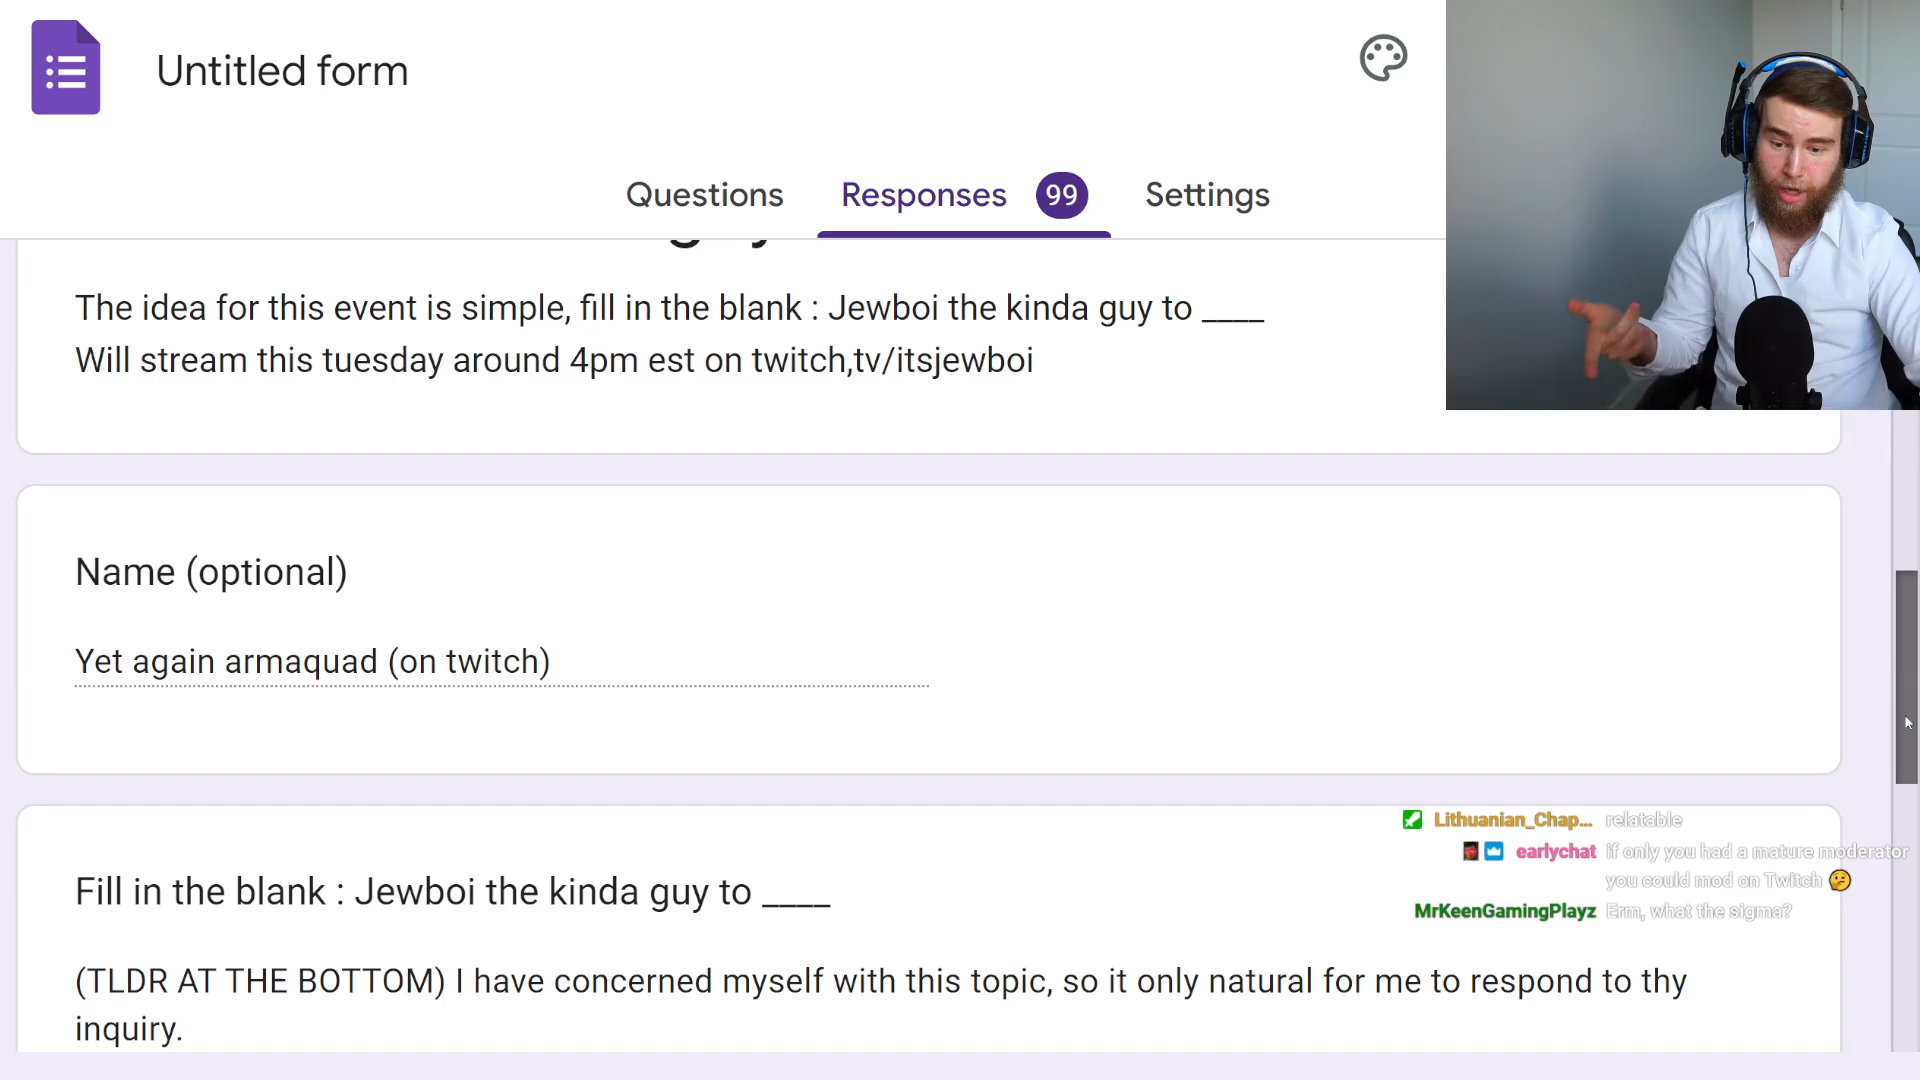 Untitled form
Questions Responses 99 Settings
The idea for this event is simple, fill in the blank : Jewboi the kinda guy to ____
Will stream this tuesday around 4pm est on twitch,tv/itsjewboi
Name (optional)
Yet again armaquad (on twitch)
Fill in the blank : Jewboi the kinda guy to ____
(TLDR AT THE BOTTOM) I have concerned myself with this topic, so it only natural for me to respond to thy
inquiry.
Lithuanian_Chap... relatable
earlychat if only you had a mature moderator
you could mod on Twitch 🤔
MrKeenGamingPlayz Erm, what the sigma?